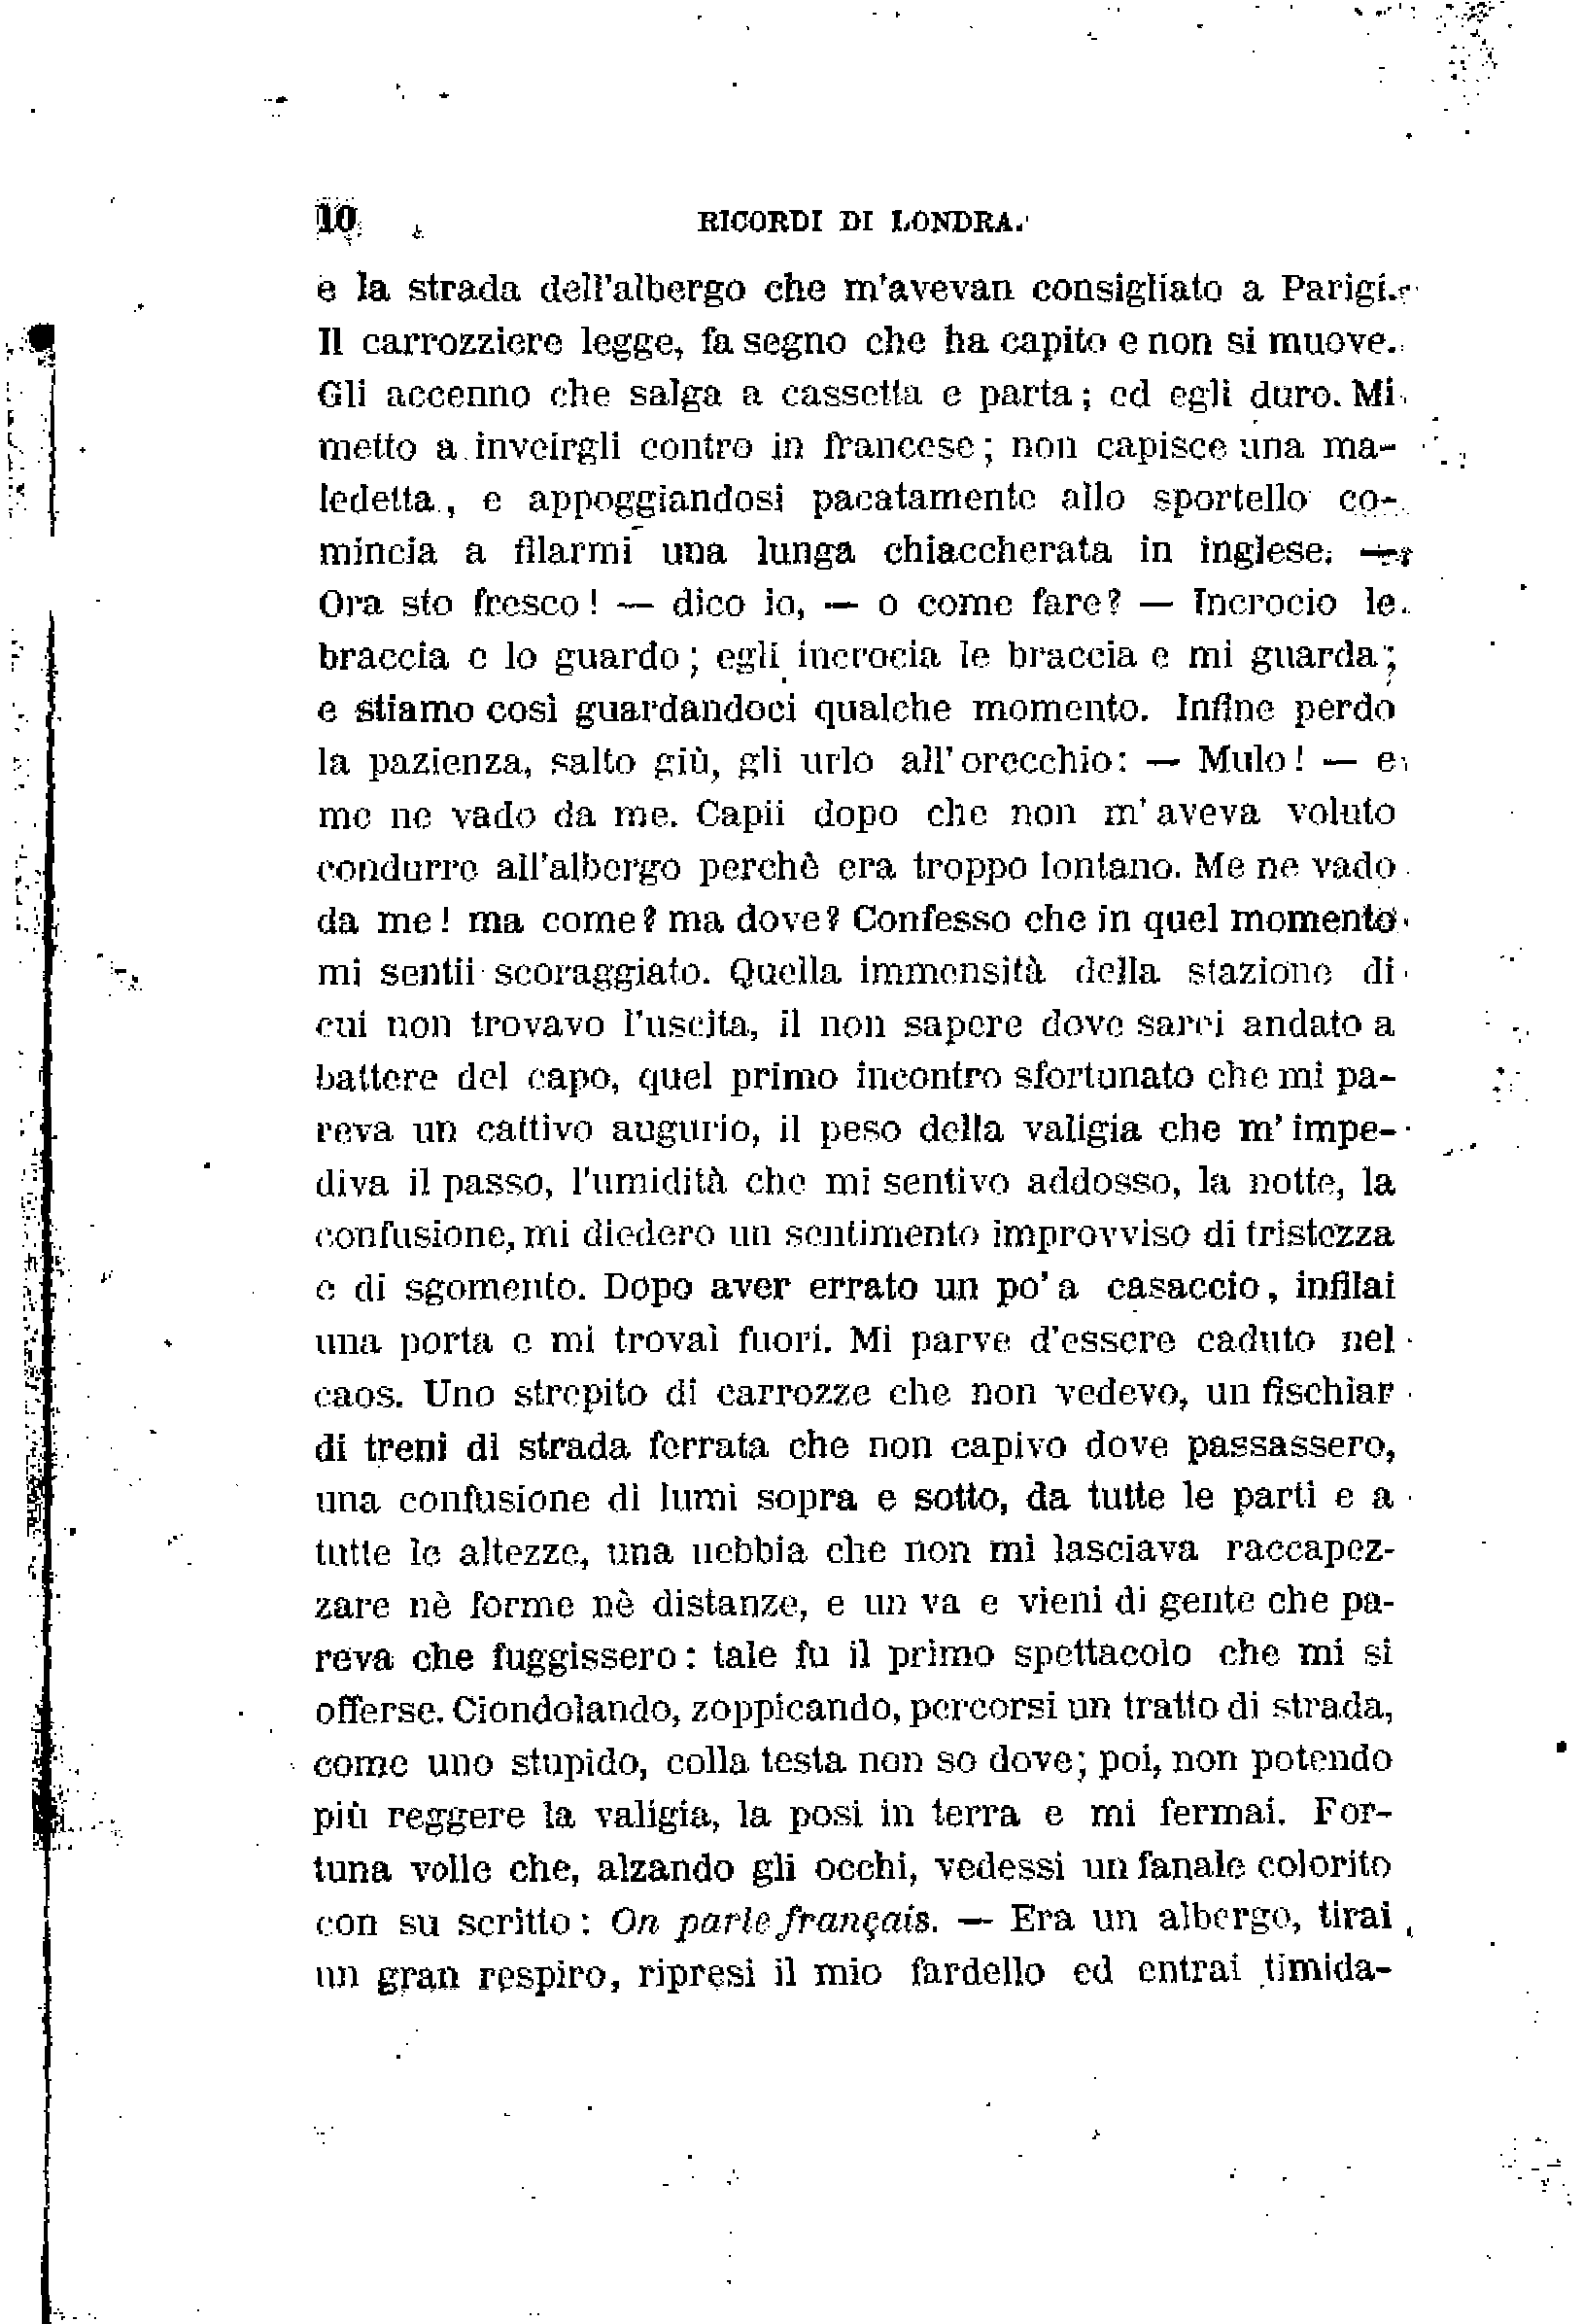 10 RICORDI DI LONDRA.
e la strada dell'albergo che m'avevan consigliato a Parigi.
Il carrozziere legge, fa segno che ha capito e non si muove.
Gli accenno che salga a cassetta e parta; ed egli duro. Mi
metto a inveirgli contro in francese; non capisce una ma-
ledetta, e appoggiandosi pacatamente allo sportello co-
mincia a filarmi una lunga chiaccherata in inglese. —
Ora sto fresco! — dico io, — o come fare? — Incrocio le
braccia e lo guardo; egli incrocia le braccia e mi guarda;
e stiamo così guardandoci qualche momento. Infine perdo
la pazienza, salto giù, gli urlo all'orecchio: — Mulo! — e
me ne vado da me. Capii dopo che non m'aveva voluto
condurre all'albergo perchè era troppo lontano. Me ne vado
da me! ma come? ma dove? Confesso che in quel momento
mi sentii scoraggiato. Quella immensità della stazione di
cui non trovavo l'uscita, il non sapere dove sarei andato a
battere del capo, quel primo incontro sfortunato che mi pa-
reva un cattivo augurio, il peso della valigia che m'impe-
diva il passo, l'umidità che mi sentivo addosso, la notte, la
confusione, mi diedero un sentimento improvviso di tristezza
e di sgomento. Dopo aver errato un po' a casaccio, infilai
una porta e mi trovai fuori. Mi parve d'essere caduto nel
caos. Uno strepito di carrozze che non vedevo, un fischiar
di treni di strada ferrata che non capivo dove passassero,
una confusione di lumi sopra e sotto, da tutte le parti e a
tutte le altezze, una nebbia che non mi lasciava raccapez-
zare nè forme nè distanze, e un va e vieni di gente che pa-
reva che fuggissero: tale fu il primo spettacolo che mi si
offerse. Ciondolando, zoppicando, percorsi un tratto di strada,
come uno stupido, colla testa non so dove; poi, non potendo
più reggere la valigia, la posi in terra e mi fermai. For-
tuna volle che, alzando gli occhi, vedessi un fanale colorito
con su scritto: On parle français. — Era un albergo, tirai
un gran respiro, ripresi il mio fardello ed entrai timida-